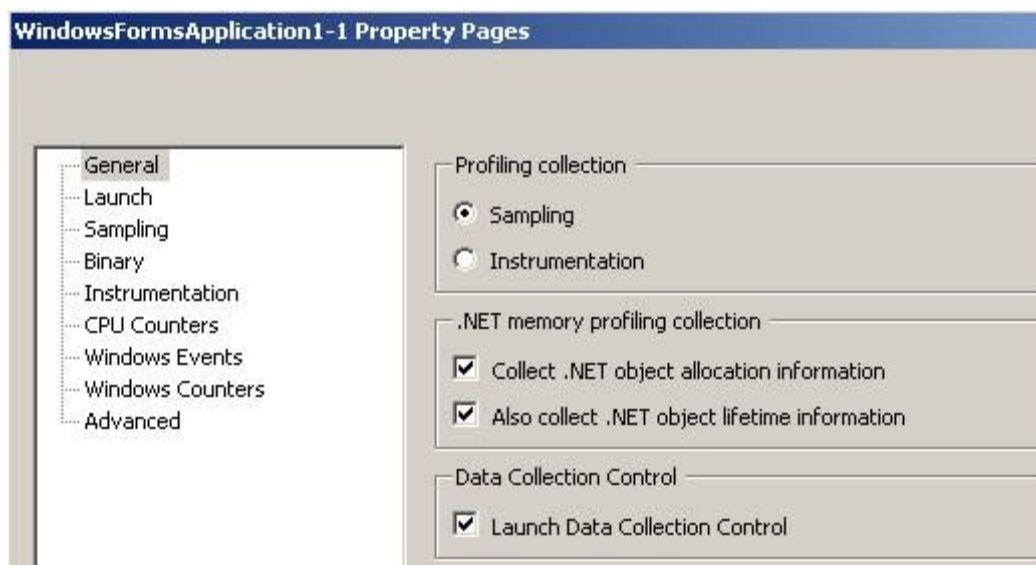 WindowsFormsApplication1-1 Property Pages
General
Launch
Sampling
Binary
Instrumentation
CPU Counters
Windows Events
Windows Counters
Advanced
Profiling collection
Sampling
Instrumentation
.NET memory profiling collection
Collect .NET object allocation information
Also collect .NET object lifetime information
Data Collection Control
Launch Data Collection Control